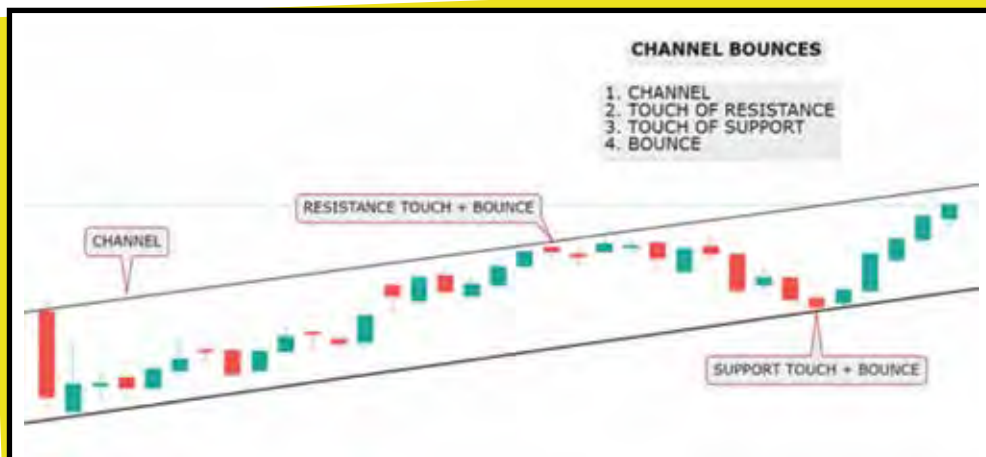 CHANNEL BOUNCES
1. CHANNEL
2. TOUCH OF RESISTANCE
3. TOUCH OF SUPPORT
4. BOUNCE
RESISTANCE TOUCH + BOUNCE
CHANNEL
SUPPORT TOUCH + BOUNCE